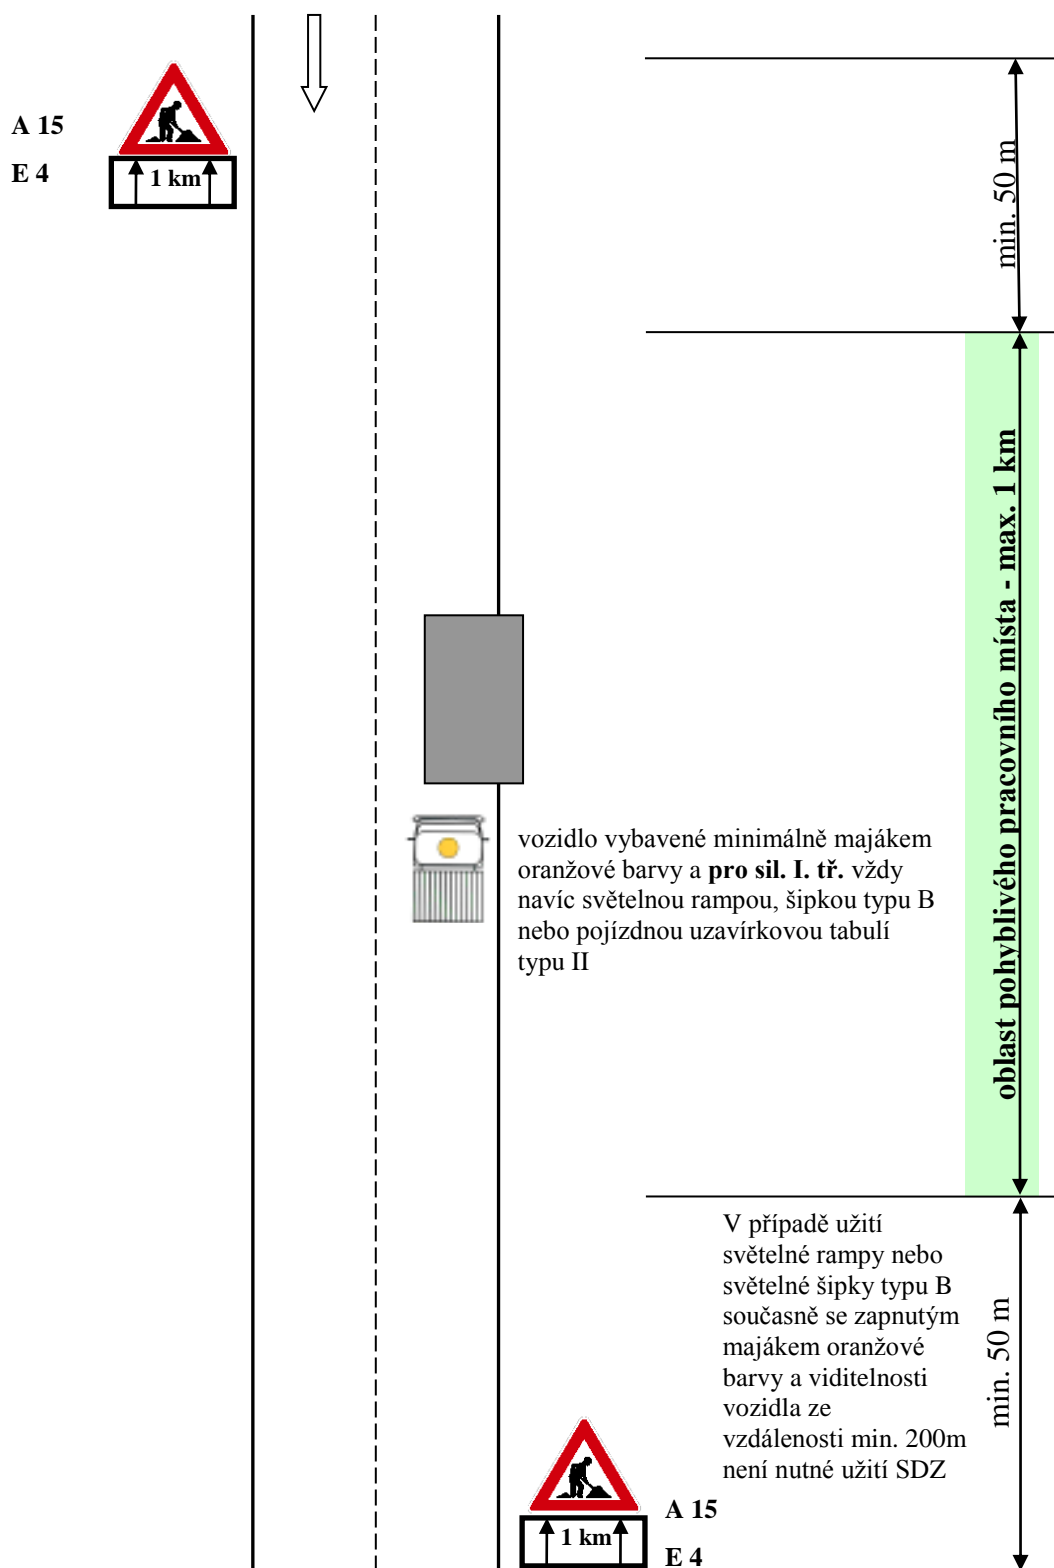 A 15
E 4
1 km
min. 50 m
oblast pohyblivého pracovního místa - max. 1 km
vozidlo vybavené minimálně majákem
oranžové barvy a pro sil. I. tř. vždy
navíc světelnou rampou, šipkou typu B
nebo pojízdnou uzavírkovou tabulí
typu II
V případě užití
světelné rampy nebo
světelné šipky typu B
současně se zapnutým
majákem oranžové
barvy a viditelnosti
vozidla ze
vzdálenosti min. 200m
není nutné užití SDZ
min. 50 m
1 km
A 15
E 4